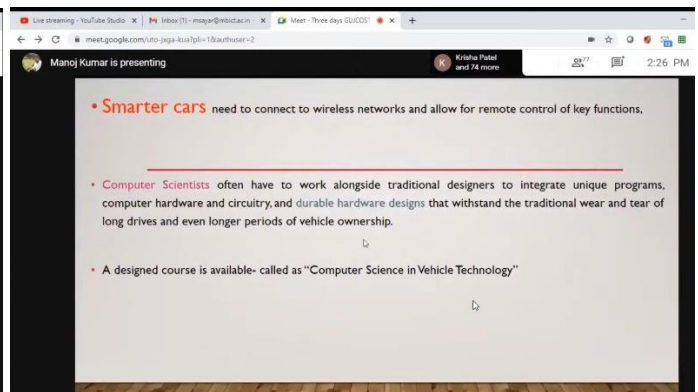 Live streaming - YouTube Studio
Inbox (1) - msayar@mbict.ac.in
Meet - Three days GUJCOST
meet.google.com/uto-jxga-kua?pli=1&authuser=2
Manoj Kumar is presenting
K
Krisha Patel
and 74 more
77
2:26 PM
• Smarter cars need to connect to wireless networks and allow for remote control of key functions,
• Computer Scientists often have to work alongside traditional designers to integrate unique programs,
computer hardware and circuitry, and durable hardware designs that withstand the traditional wear and tear of
long drives and even longer periods of vehicle ownership.
• A designed course is available- called as “Computer Science in Vehicle Technology”